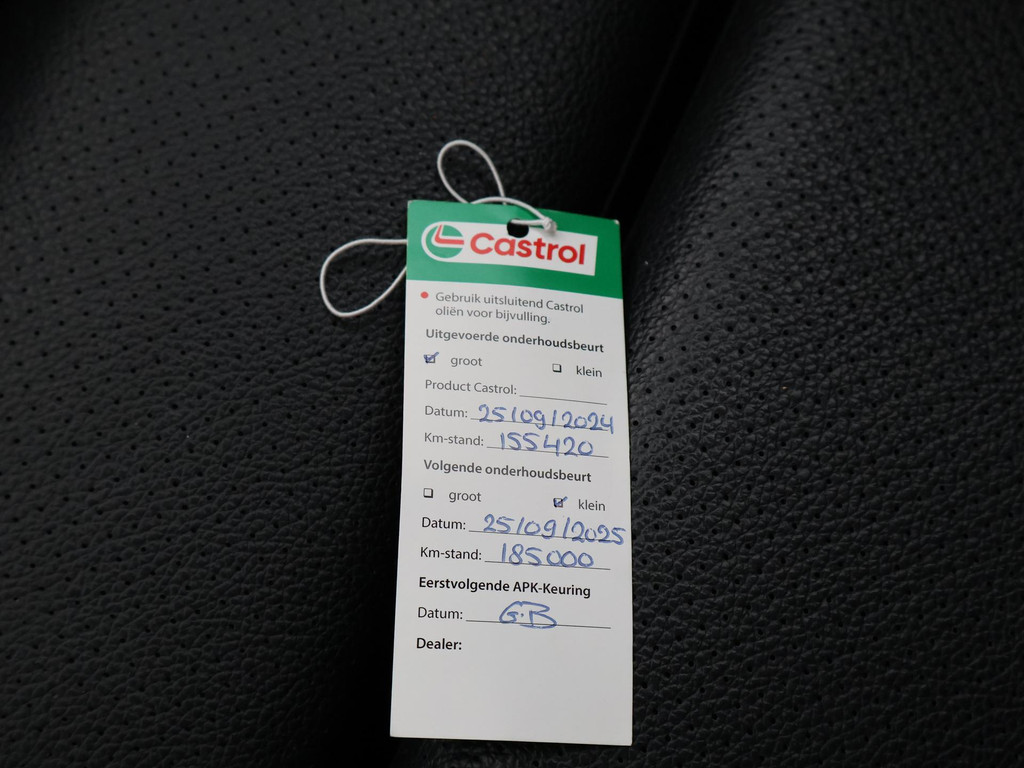 Castrol
Gebruik uitsluitend Castrol
oliën voor bijvulling.
Uitgevoerde onderhoudsbeurt
groot klein
Product Castrol:
Datum: 25/09/2024
Km-stand: 155420
Volgende onderhoudsbeurt
groot klein
Datum: 25/09/2025
Km-stand: 185000
Eerstvolgende APK-Keuring
Datum: G.B
Dealer: